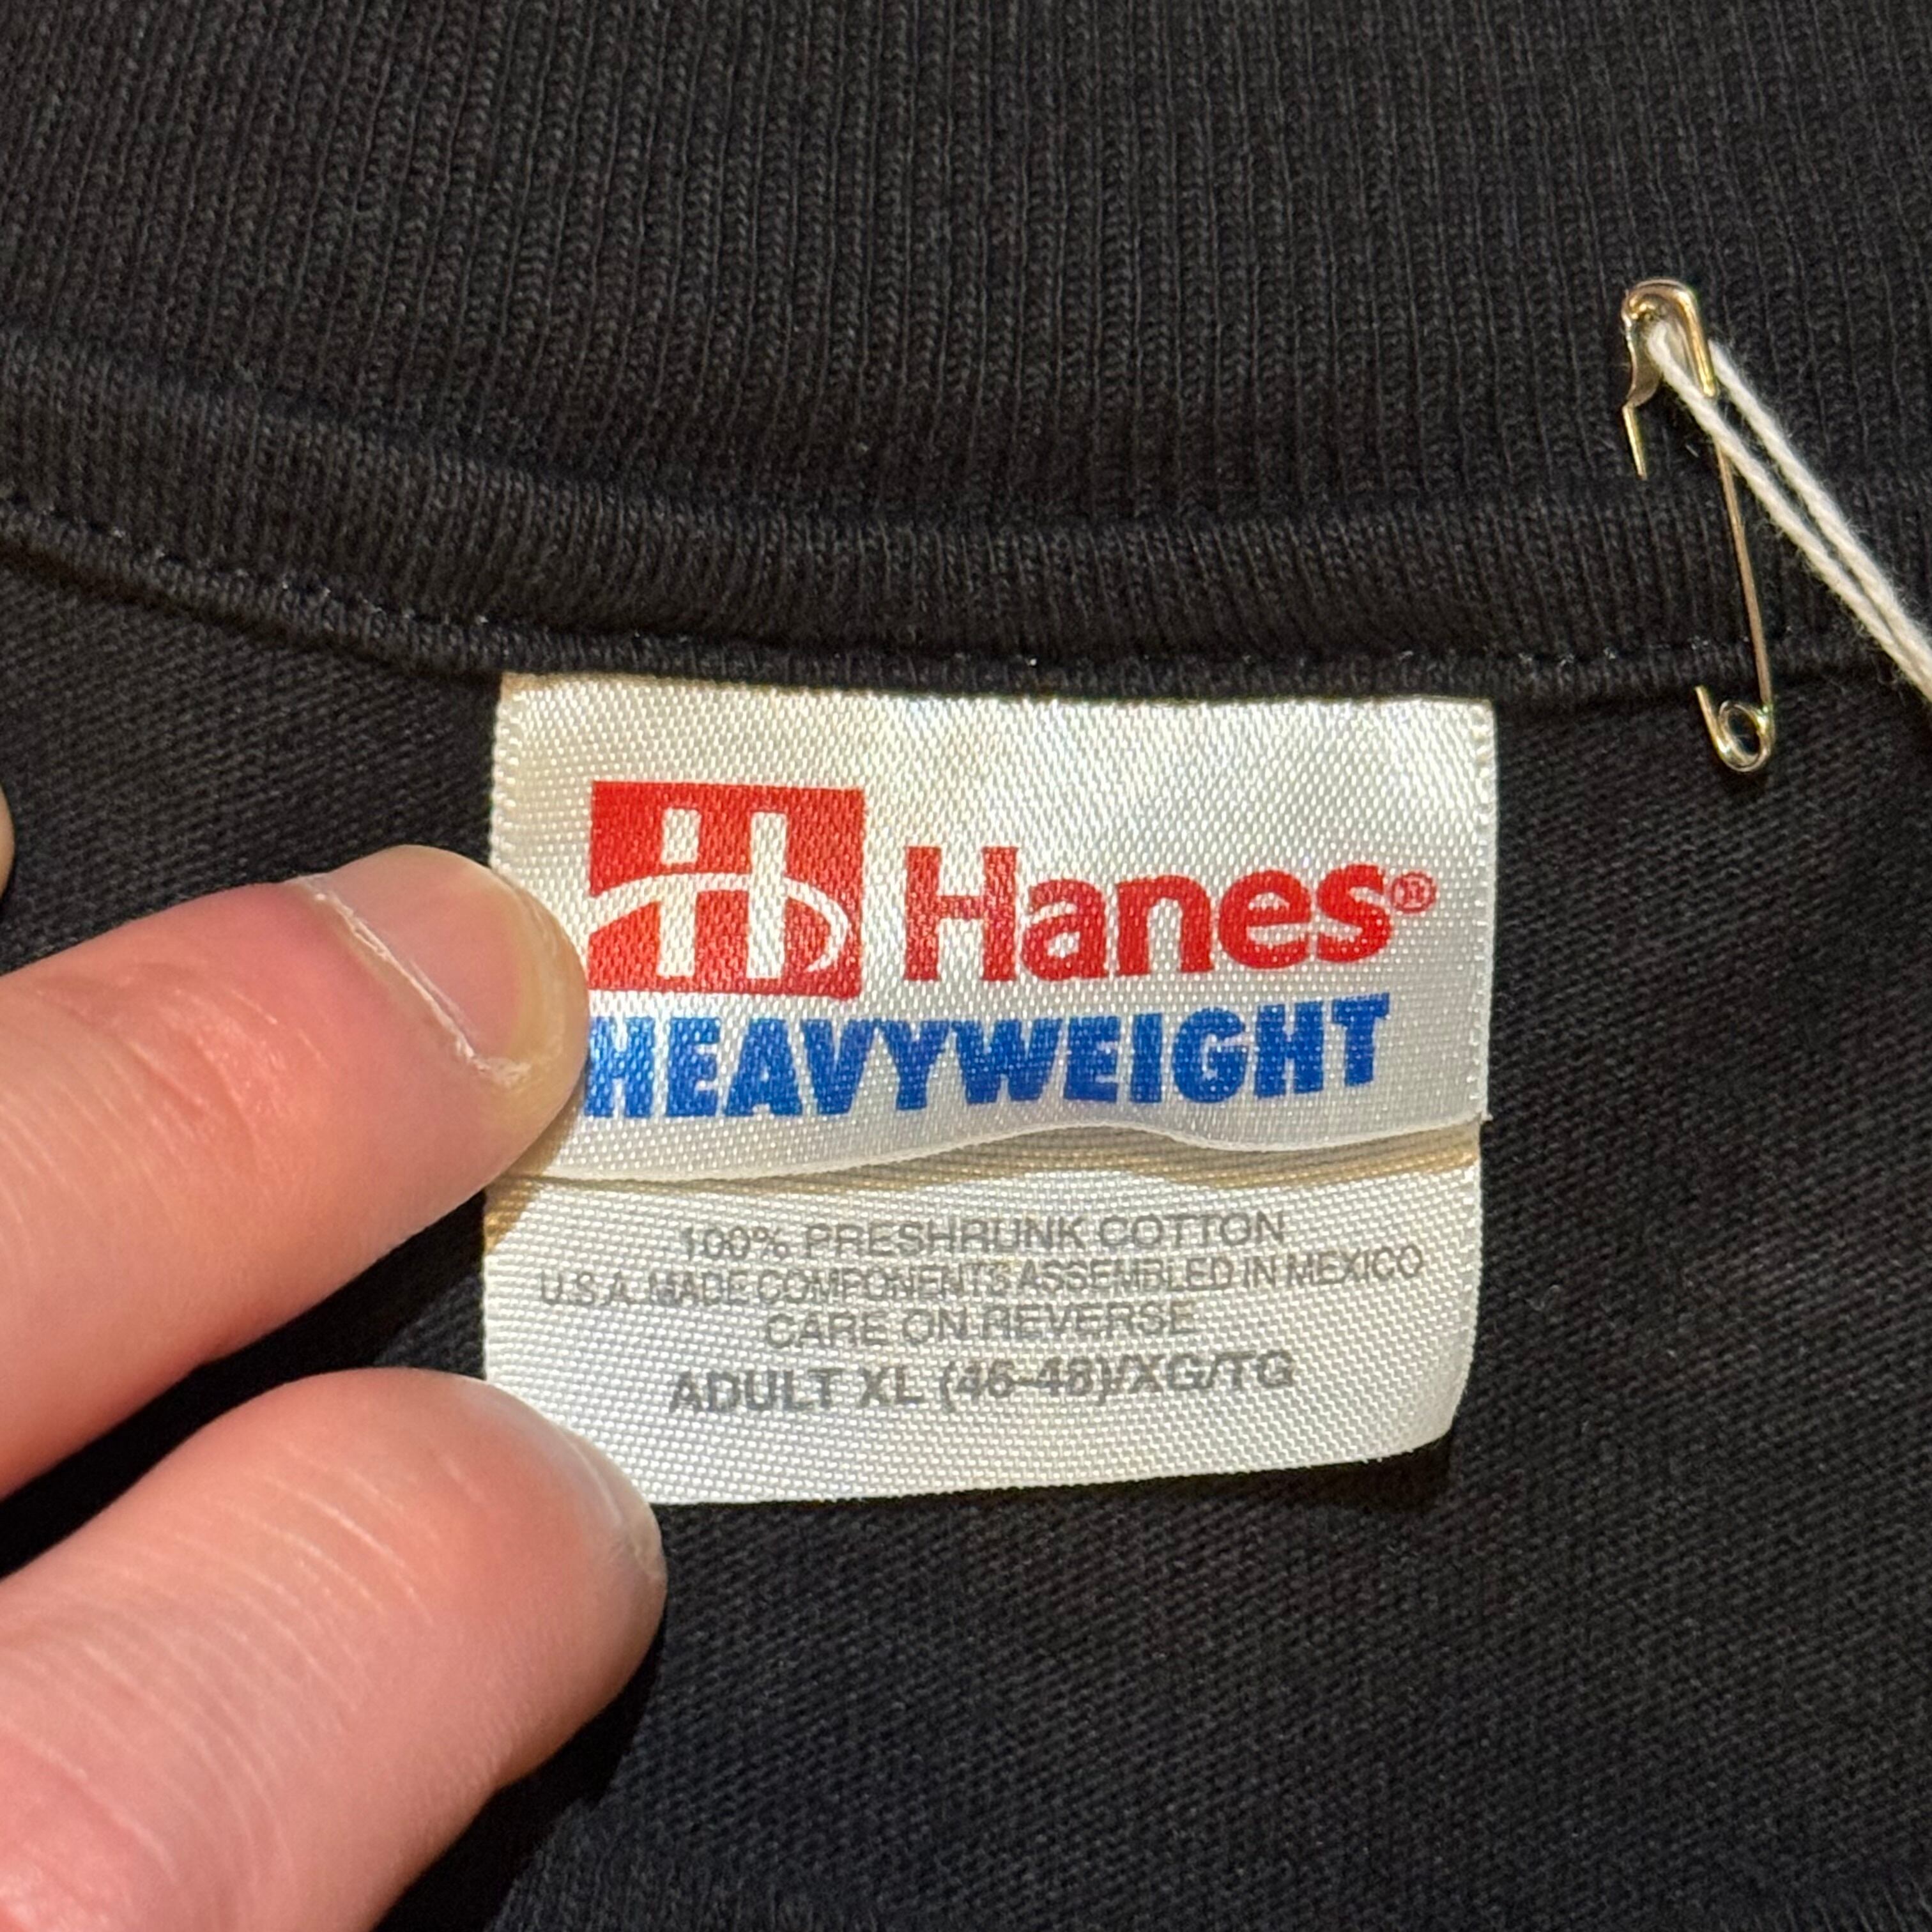 Hanes®
HEAVYWEIGHT
100% PRESHRUNK COTTON
U.S.A. MADE COMPONENTS ASSEMBLED IN MEXICO
CARE ON REVERSE
ADULT XL (46-48)/XG/TG